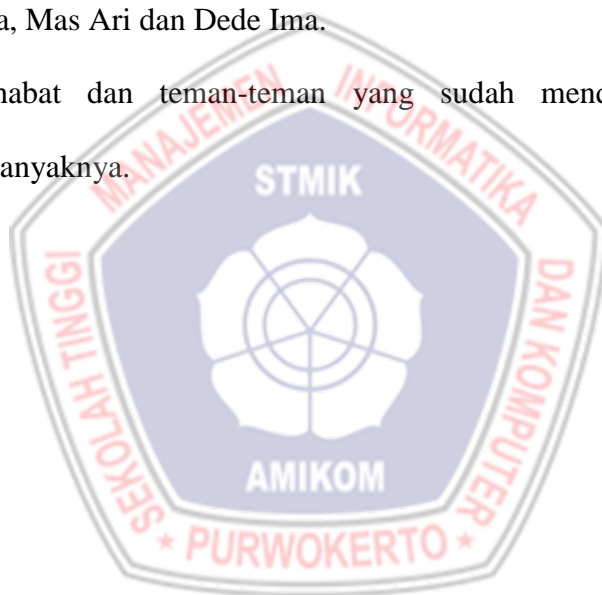 a, Mas Ari dan Dede Ima.
habat dan teman-teman yang sudah menc
anyaknya.
SEKOLAH TINGGI MANAJEMEN INFORMATIKA DAN KOMPUTER
STMIK
AMIKOM
* PURWOKERTO *